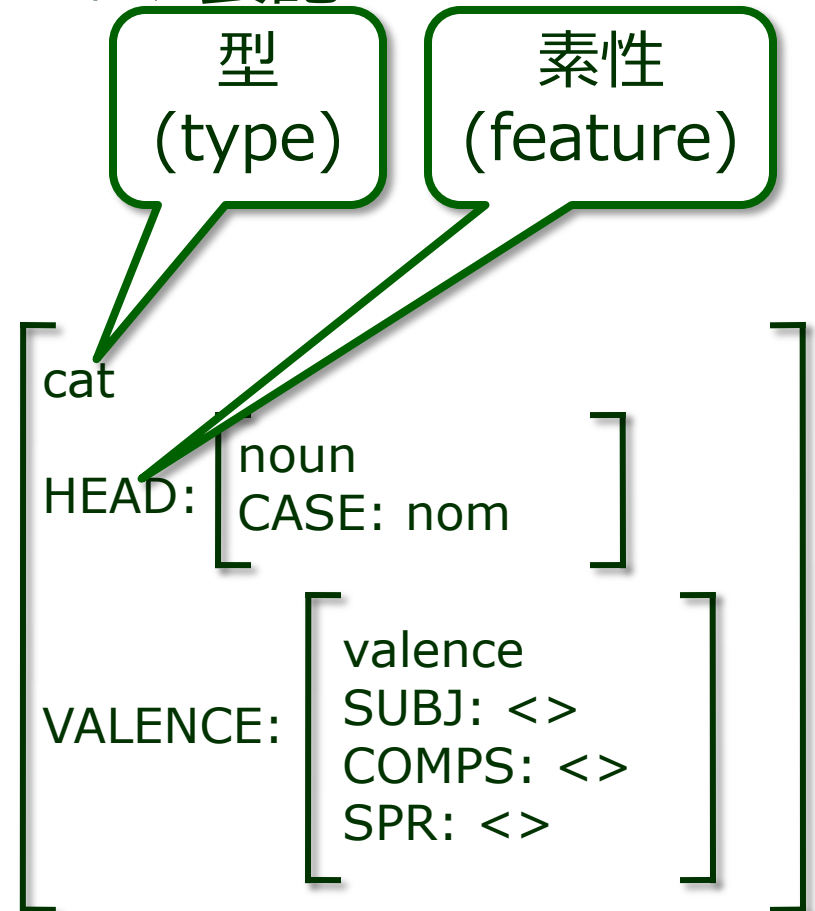 型
(type)
素性
(feature)
cat
HEAD:
noun
CASE: nom
VALENCE:
valence
SUBJ: <>
COMPS: <>
SPR: <>